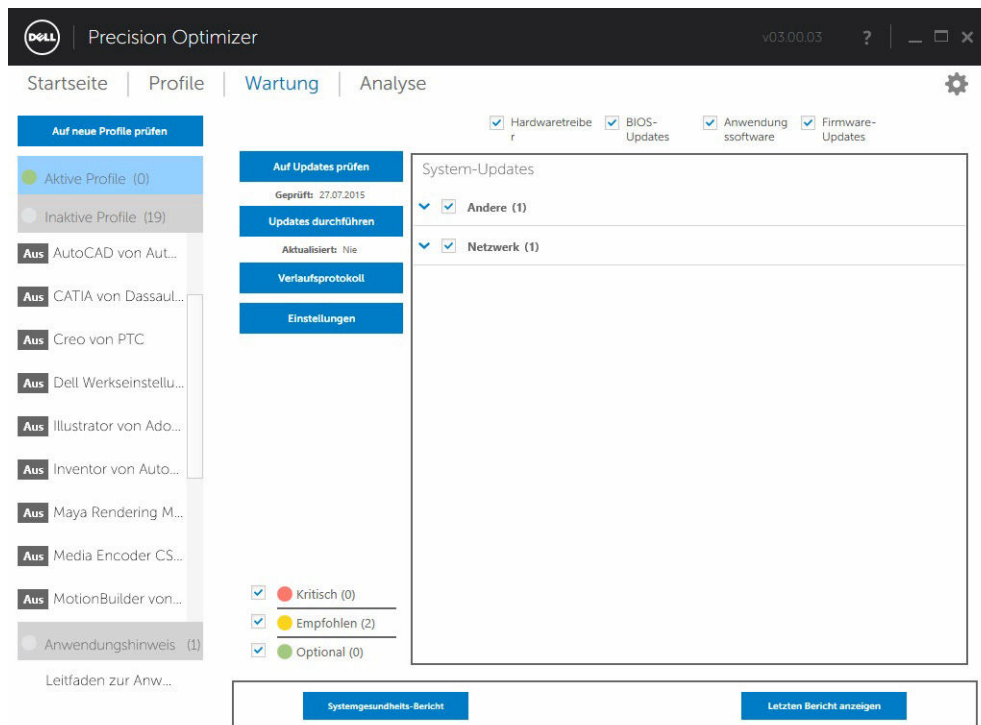 DELL
Precision Optimizer
v03.00.03
?
Startseite
Profile
Wartung
Analyse
Auf neue Profile prüfen
Aktive Profile (0)
Inaktive Profile (19)
Aus AutoCAD von Aut...
Aus CATIA von Dassaul...
Aus Creo von PTC
Aus Dell Werkseinstellu...
Aus Illustrator von Ado...
Aus Inventor von Auto...
Aus Maya Rendering M...
Aus Media Encoder CS...
Aus MotionBuilder von...
Anwendungshinweis (1)
Leitfaden zur Anw...
Auf Updates prüfen
Geprüft: 27.07.2015
Updates durchführen
Aktualisiert: Nie
Verlaufsprotokoll
Einstellungen
Kritisch (0)
Empfohlen (2)
Optional (0)
Hardwaretreibe
r
BIOS-
Updates
Anwendung
ssoftware
Firmware-
Updates
System-Updates
Andere (1)
Netzwerk (1)
Systemgesundheits-Bericht
Letzten Bericht anzeigen